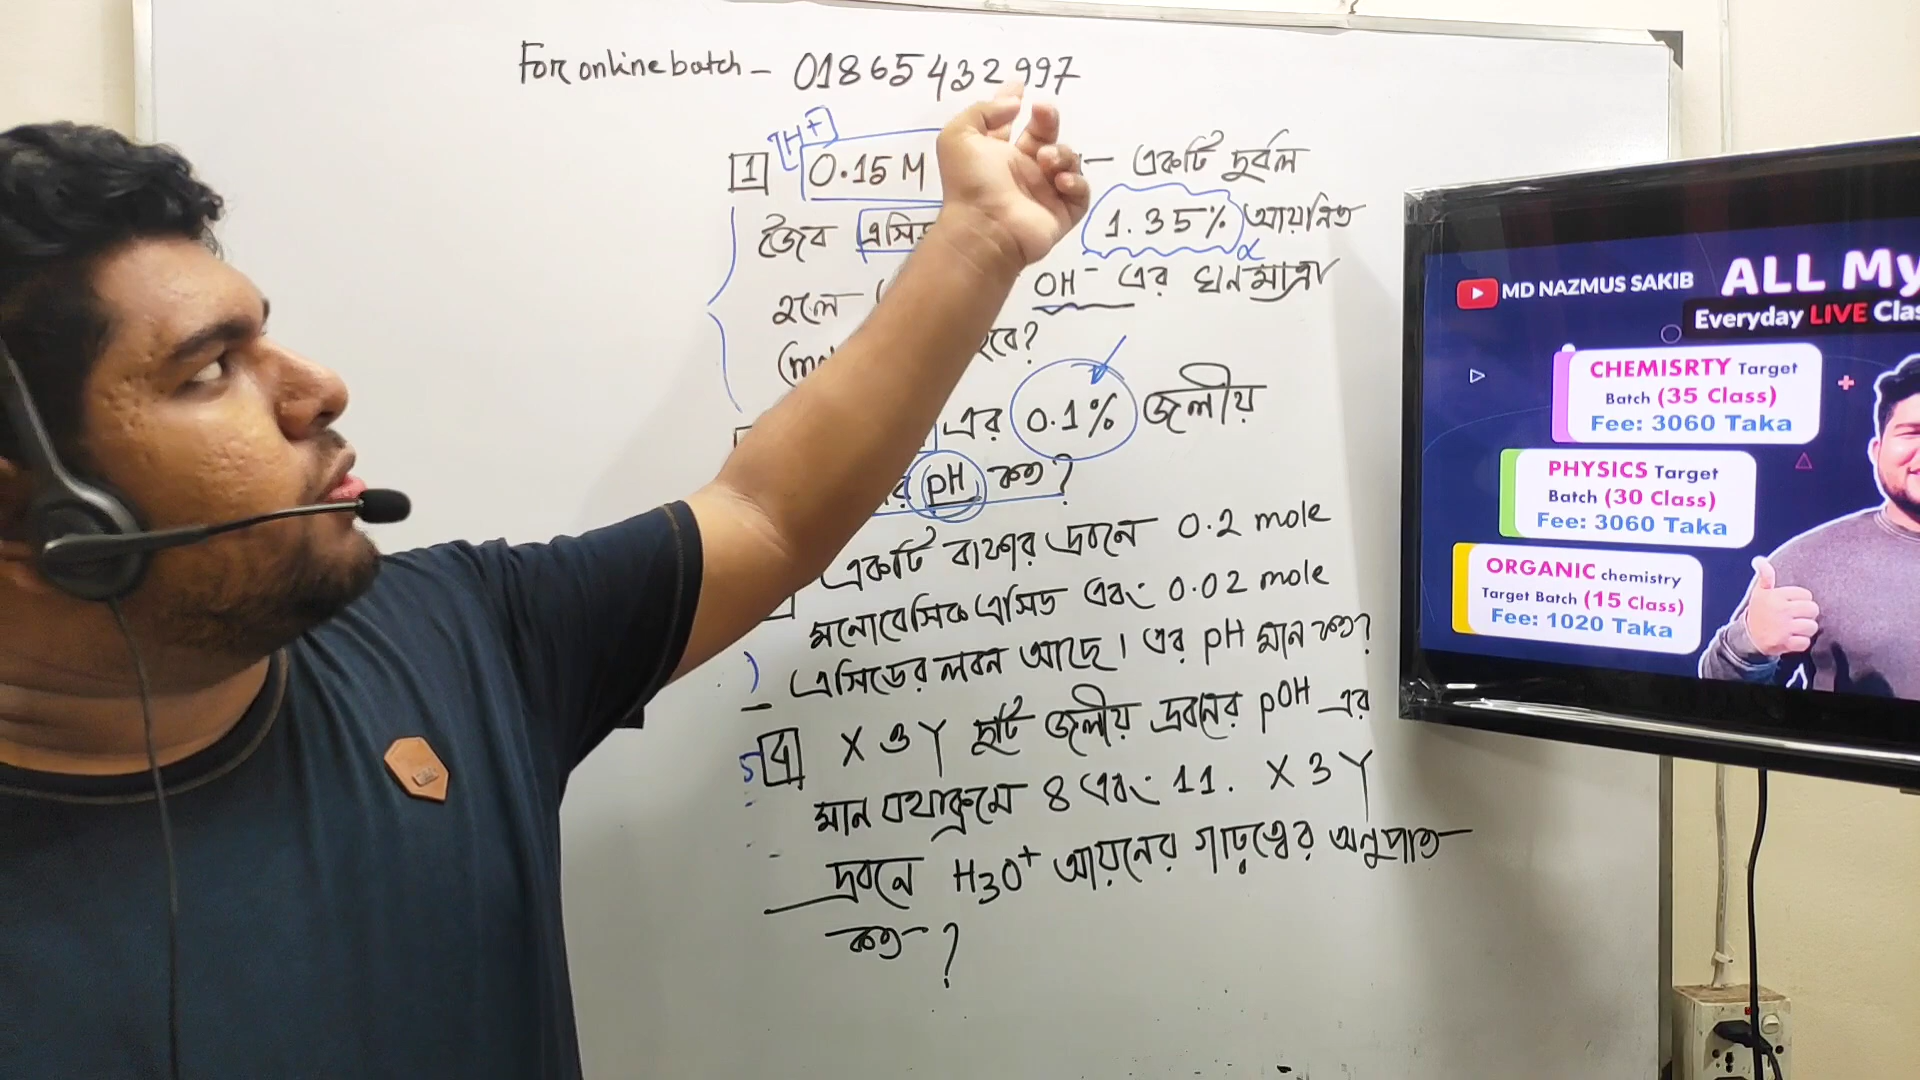 For online batch - 01865432997
H+
1 0.15 M একটি দুর্বল
জৈব 1.35% আয়নিত
α
হলে OH⁻ এর ঘনমাত্রা
হবে?
এর 0.1% জলীয়
pH কত?
একটি বাফার দ্রবনে 0.2 mole
মনোবেসিক এসিড এবং 0.02 mole
এসিডের লবন আছে। এর pH মান কত?
4 X ও Y দুটি জলীয় দ্রবনের pOH এর
মান যথাক্রমে 8 এবং 11. X ও Y
দ্রবনে H3O+ আয়নের গাঢ়ত্বের অনুপাত
কত?
MD NAZMUS SAKIB
ALL My
Everyday LIVE Clas
CHEMISRTY Target
Batch (35 Class)
Fee: 3060 Taka
PHYSICS Target
Batch (30 Class)
Fee: 3060 Taka
ORGANIC chemistry
Target Batch (15 Class)
Fee: 1020 Taka